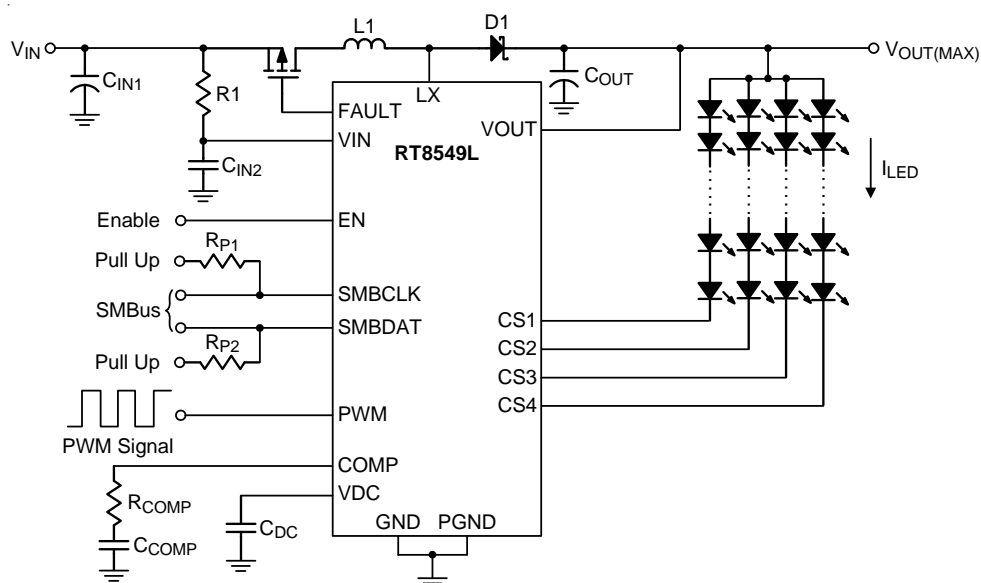 L1
D1
VIN
VOUT(MAX)
CIN1
R1
COUT
LX
FAULT
VOUT
VIN
RT8549L
CIN2
ILED
Enable
EN
RP1
Pull Up
SMBus
SMBCLK
SMBDAT
CS1
RP2
CS2
Pull Up
CS3
CS4
PWM
PWM Signal
COMP
VDC
RCOMP
CDC
GND
PGND
CCOMP